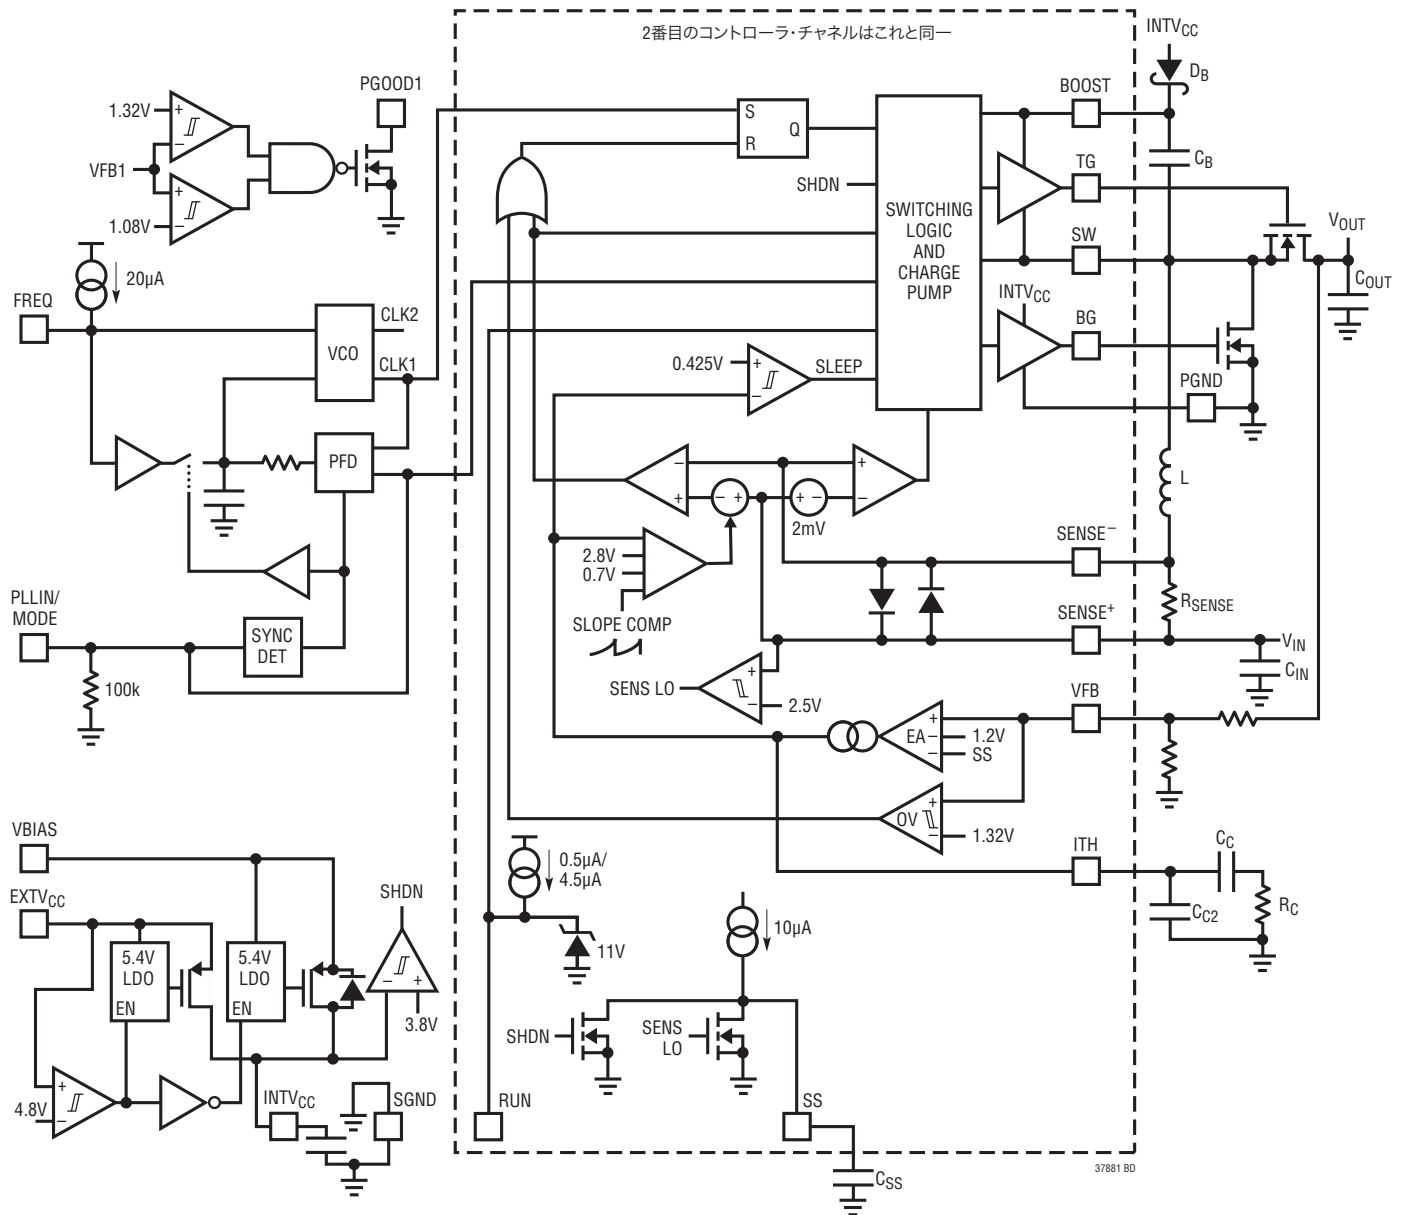 2番目のコントローラ・チャネルはこれと同一
INTVCC
DB
PGOOD1
BOOST
1.32V
+
−
S
R
Q
CB
VFB1
TG
SHDN
+
−
1.08V
SWITCHING
LOGIC
AND
CHARGE
PUMP
VOUT
SW
20µA
COUT
FREQ
INTVCC
CLK2
BG
VCO
0.425V
+
−
SLEEP
CLK1
PGND
PFD
−
+
− +
+ −
2mV
+
−
L
SENSE−
2.8V
0.7V
PLLIN/
MODE
RSENSE
SLOPE COMP
SENSE+
SYNC
DET
VIN
CIN
100k
SENS LO
+
−
2.5V
VFB
EA
+
−
−
1.2V
SS
OV
+
−
1.32V
VBIAS
ITH
CC
0.5µA/
4.5µA
EXTVCC
SHDN
CC2
RC
10µA
5.4V
LDO
EN
5.4V
LDO
EN
11V
− +
3.8V
SHDN
SENS
LO
+
−
4.8V
INTVCC
SGND
RUN
SS
37881 BD
CSS